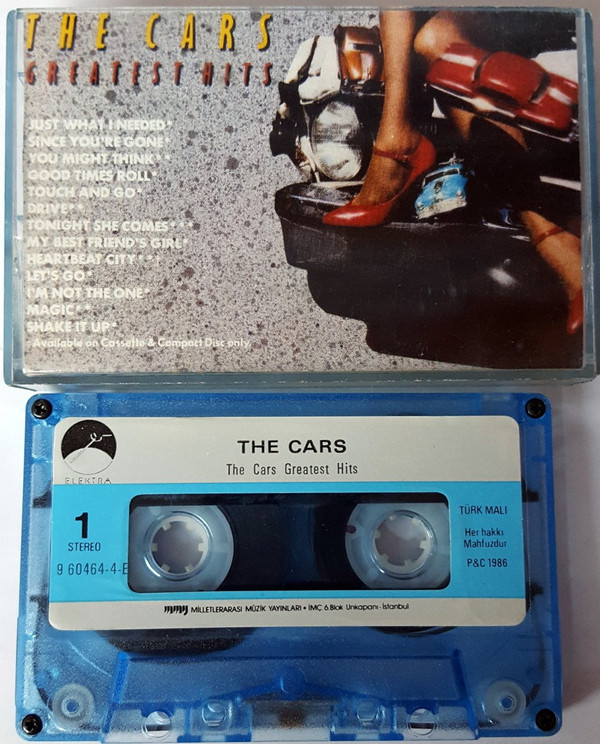 THE CARS
GREATEST HITS
JUST WHAT I NEEDED*
SINCE YOU'RE GONE*
YOU MIGHT THINK**
GOOD TIMES ROLL*
TOUCH AND GO*
DRIVE**
TONIGHT SHE COMES***
MY BEST FRIEND'S GIRL*
HEARTBEAT CITY**†
LET'S GO*
I'M NOT THE ONE*
MAGIC**
SHAKE IT UP*
Available on Cassette & Compact Disc only
THE CARS
The Cars Greatest Hits
ELEKTRA
1
STEREO
9 60464-4-E
TÜRK MALI
Her hakkı
Mahfuzdur
P&C 1986
MMY MİLLETLERARASI MÜZİK YAYINLARI • İMÇ 6.Blok Unkapanı-İstanbul